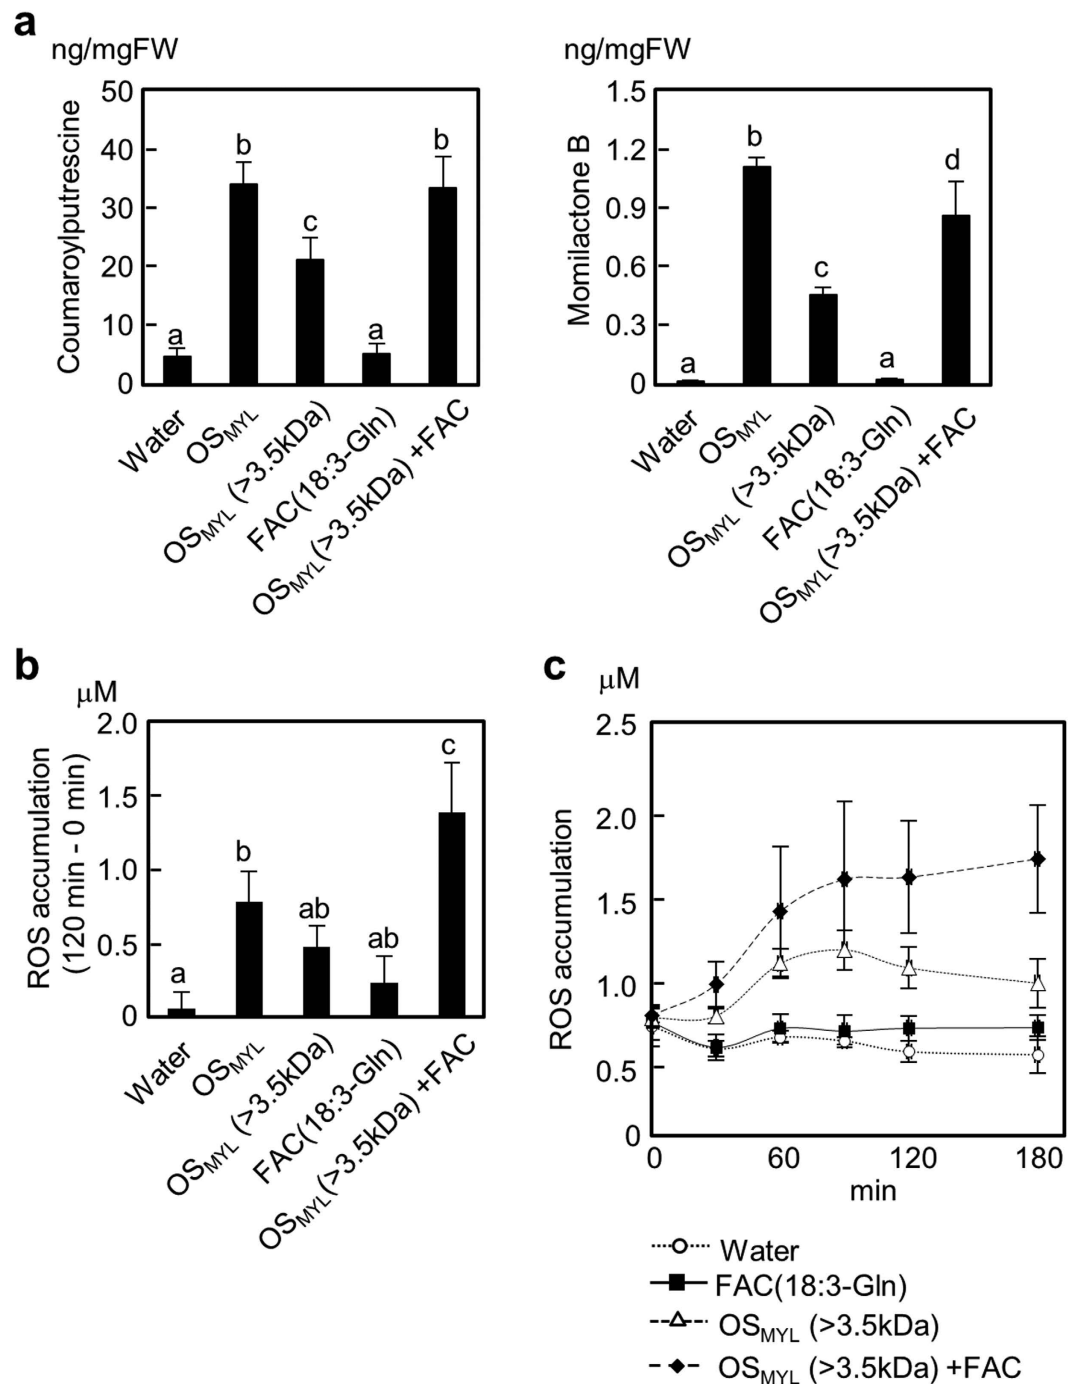 a
ng/mgFW
Coumaroylputrescine
50
40
30
20
10
0
a
b
c
a
b
Water
OSMYL
OSMYL (>3.5kDa)
FAC(18:3-Gln)
OSMYL(>3.5kDa) +FAC
ng/mgFW
Momilactone B
1.5
1.2
0.9
0.6
0.3
0
a
b
c
a
d
Water
OSMYL
OSMYL (>3.5kDa)
FAC(18:3-Gln)
OSMYL(>3.5kDa) +FAC
b
μM
ROS accumulation
(120 min - 0 min)
2.0
1.5
1.0
0.5
0
a
b
ab
ab
c
Water
OSMYL
OSMYL (>3.5kDa)
FAC(18:3-Gln)
OSMYL(>3.5kDa) +FAC
c
μM
ROS accumulation
2.5
2.0
1.5
1.0
0.5
0
0 60 120 180
min
Water
FAC(18:3-Gln)
OSMYL (>3.5kDa)
OSMYL (>3.5kDa) +FAC